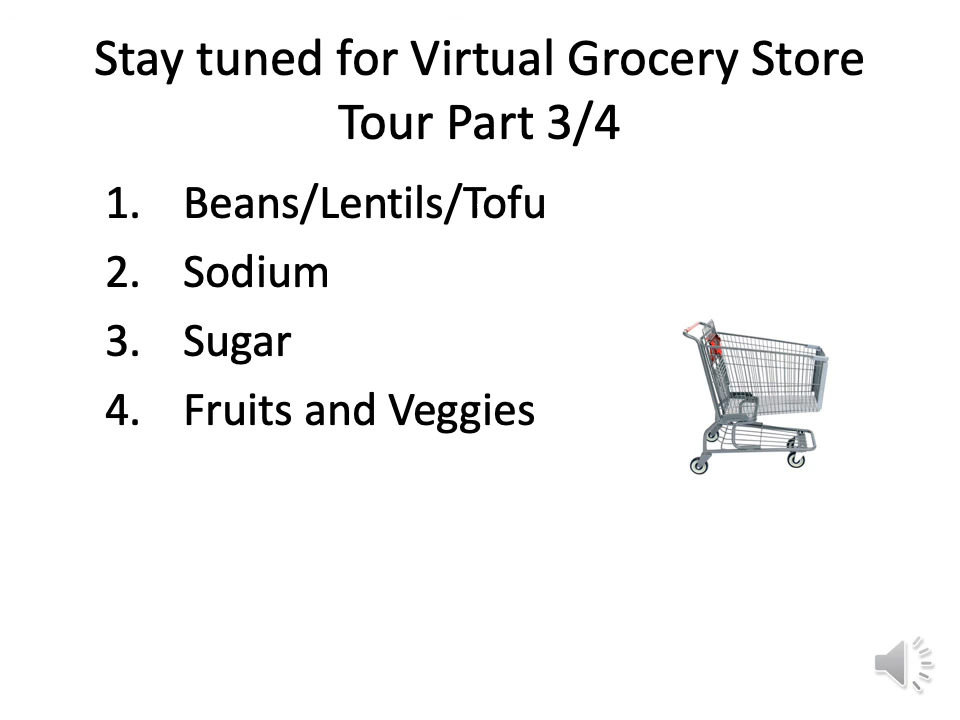 Stay tuned for Virtual Grocery Store
Tour Part 3/4
1. Beans/Lentils/Tofu
2. Sodium
3. Sugar
4. Fruits and Veggies